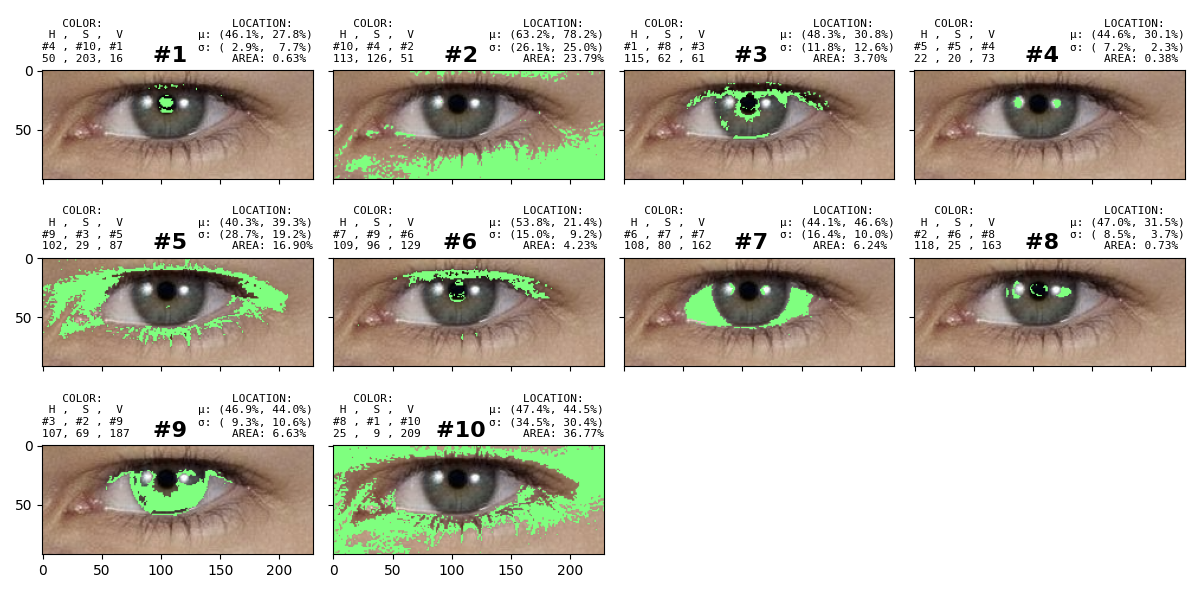 COLOR: LOCATION:
H , S , V μ: (46.1%, 27.8%)
#4 , #10, #1 #1 σ: ( 2.9%, 7.7%)
50 , 203, 16 AREA: 0.63%
COLOR: LOCATION:
H , S , V μ: (63.2%, 78.2%)
#10, #4 , #2 #2 σ: (26.1%, 25.0%)
113, 126, 51 AREA: 23.79%
COLOR: LOCATION:
H , S , V μ: (48.3%, 30.8%)
#1 , #8 , #3 #3 σ: (11.8%, 12.6%)
115, 62 , 61 AREA: 3.70%
COLOR: LOCATION:
H , S , V μ: (44.6%, 30.1%)
#5 , #5 , #4 #4 σ: ( 7.2%, 2.3%)
22 , 20 , 73 AREA: 0.38%
0
50
COLOR: LOCATION:
H , S , V μ: (40.3%, 39.3%)
#9 , #3 , #5 #5 σ: (28.7%, 19.2%)
102, 29 , 87 AREA: 16.90%
COLOR: LOCATION:
H , S , V μ: (53.8%, 21.4%)
#7 , #9 , #6 #6 σ: (15.0%, 9.2%)
109, 96 , 129 AREA: 4.23%
COLOR: LOCATION:
H , S , V μ: (44.1%, 46.6%)
#6 , #7 , #7 #7 σ: (16.4%, 10.0%)
108, 80 , 162 AREA: 6.24%
COLOR: LOCATION:
H , S , V μ: (47.0%, 31.5%)
#2 , #6 , #8 #8 σ: ( 8.5%, 3.7%)
118, 25 , 163 AREA: 0.73%
0
50
COLOR: LOCATION:
H , S , V μ: (46.9%, 44.0%)
#3 , #2 , #9 #9 σ: ( 9.3%, 10.6%)
107, 69 , 187 AREA: 6.63%
COLOR: LOCATION:
H , S , V μ: (47.4%, 44.5%)
#8 , #1 , #10 #10 σ: (34.5%, 30.4%)
25 , 9 , 209 AREA: 36.77%
0
50
0 50 100 150 200
0 50 100 150 200